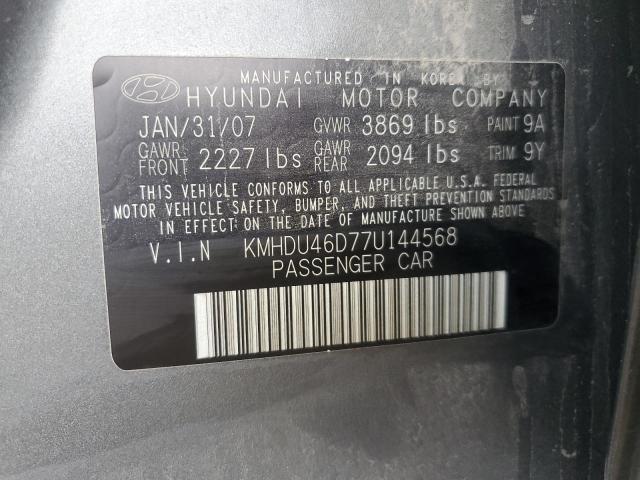 MANUFACTURED IN KOREA BY
HYUNDAI MOTOR COMPANY
JAN/31/07 GVWR 3869 lbs PAINT 9A
GAWR FRONT 2227 lbs GAWR REAR 2094 lbs TRIM 9Y
THIS VEHICLE CONFORMS TO ALL APPLICABLE U.S.A. FEDERAL
MOTOR VEHICLE SAFETY, BUMPER, AND THEFT PREVENTION STANDARDS
IN EFFECT ON THE DATE OF MANUFACTURE SHOWN ABOVE.
V.I.N KMHDU46D77U144568
PASSENGER CAR